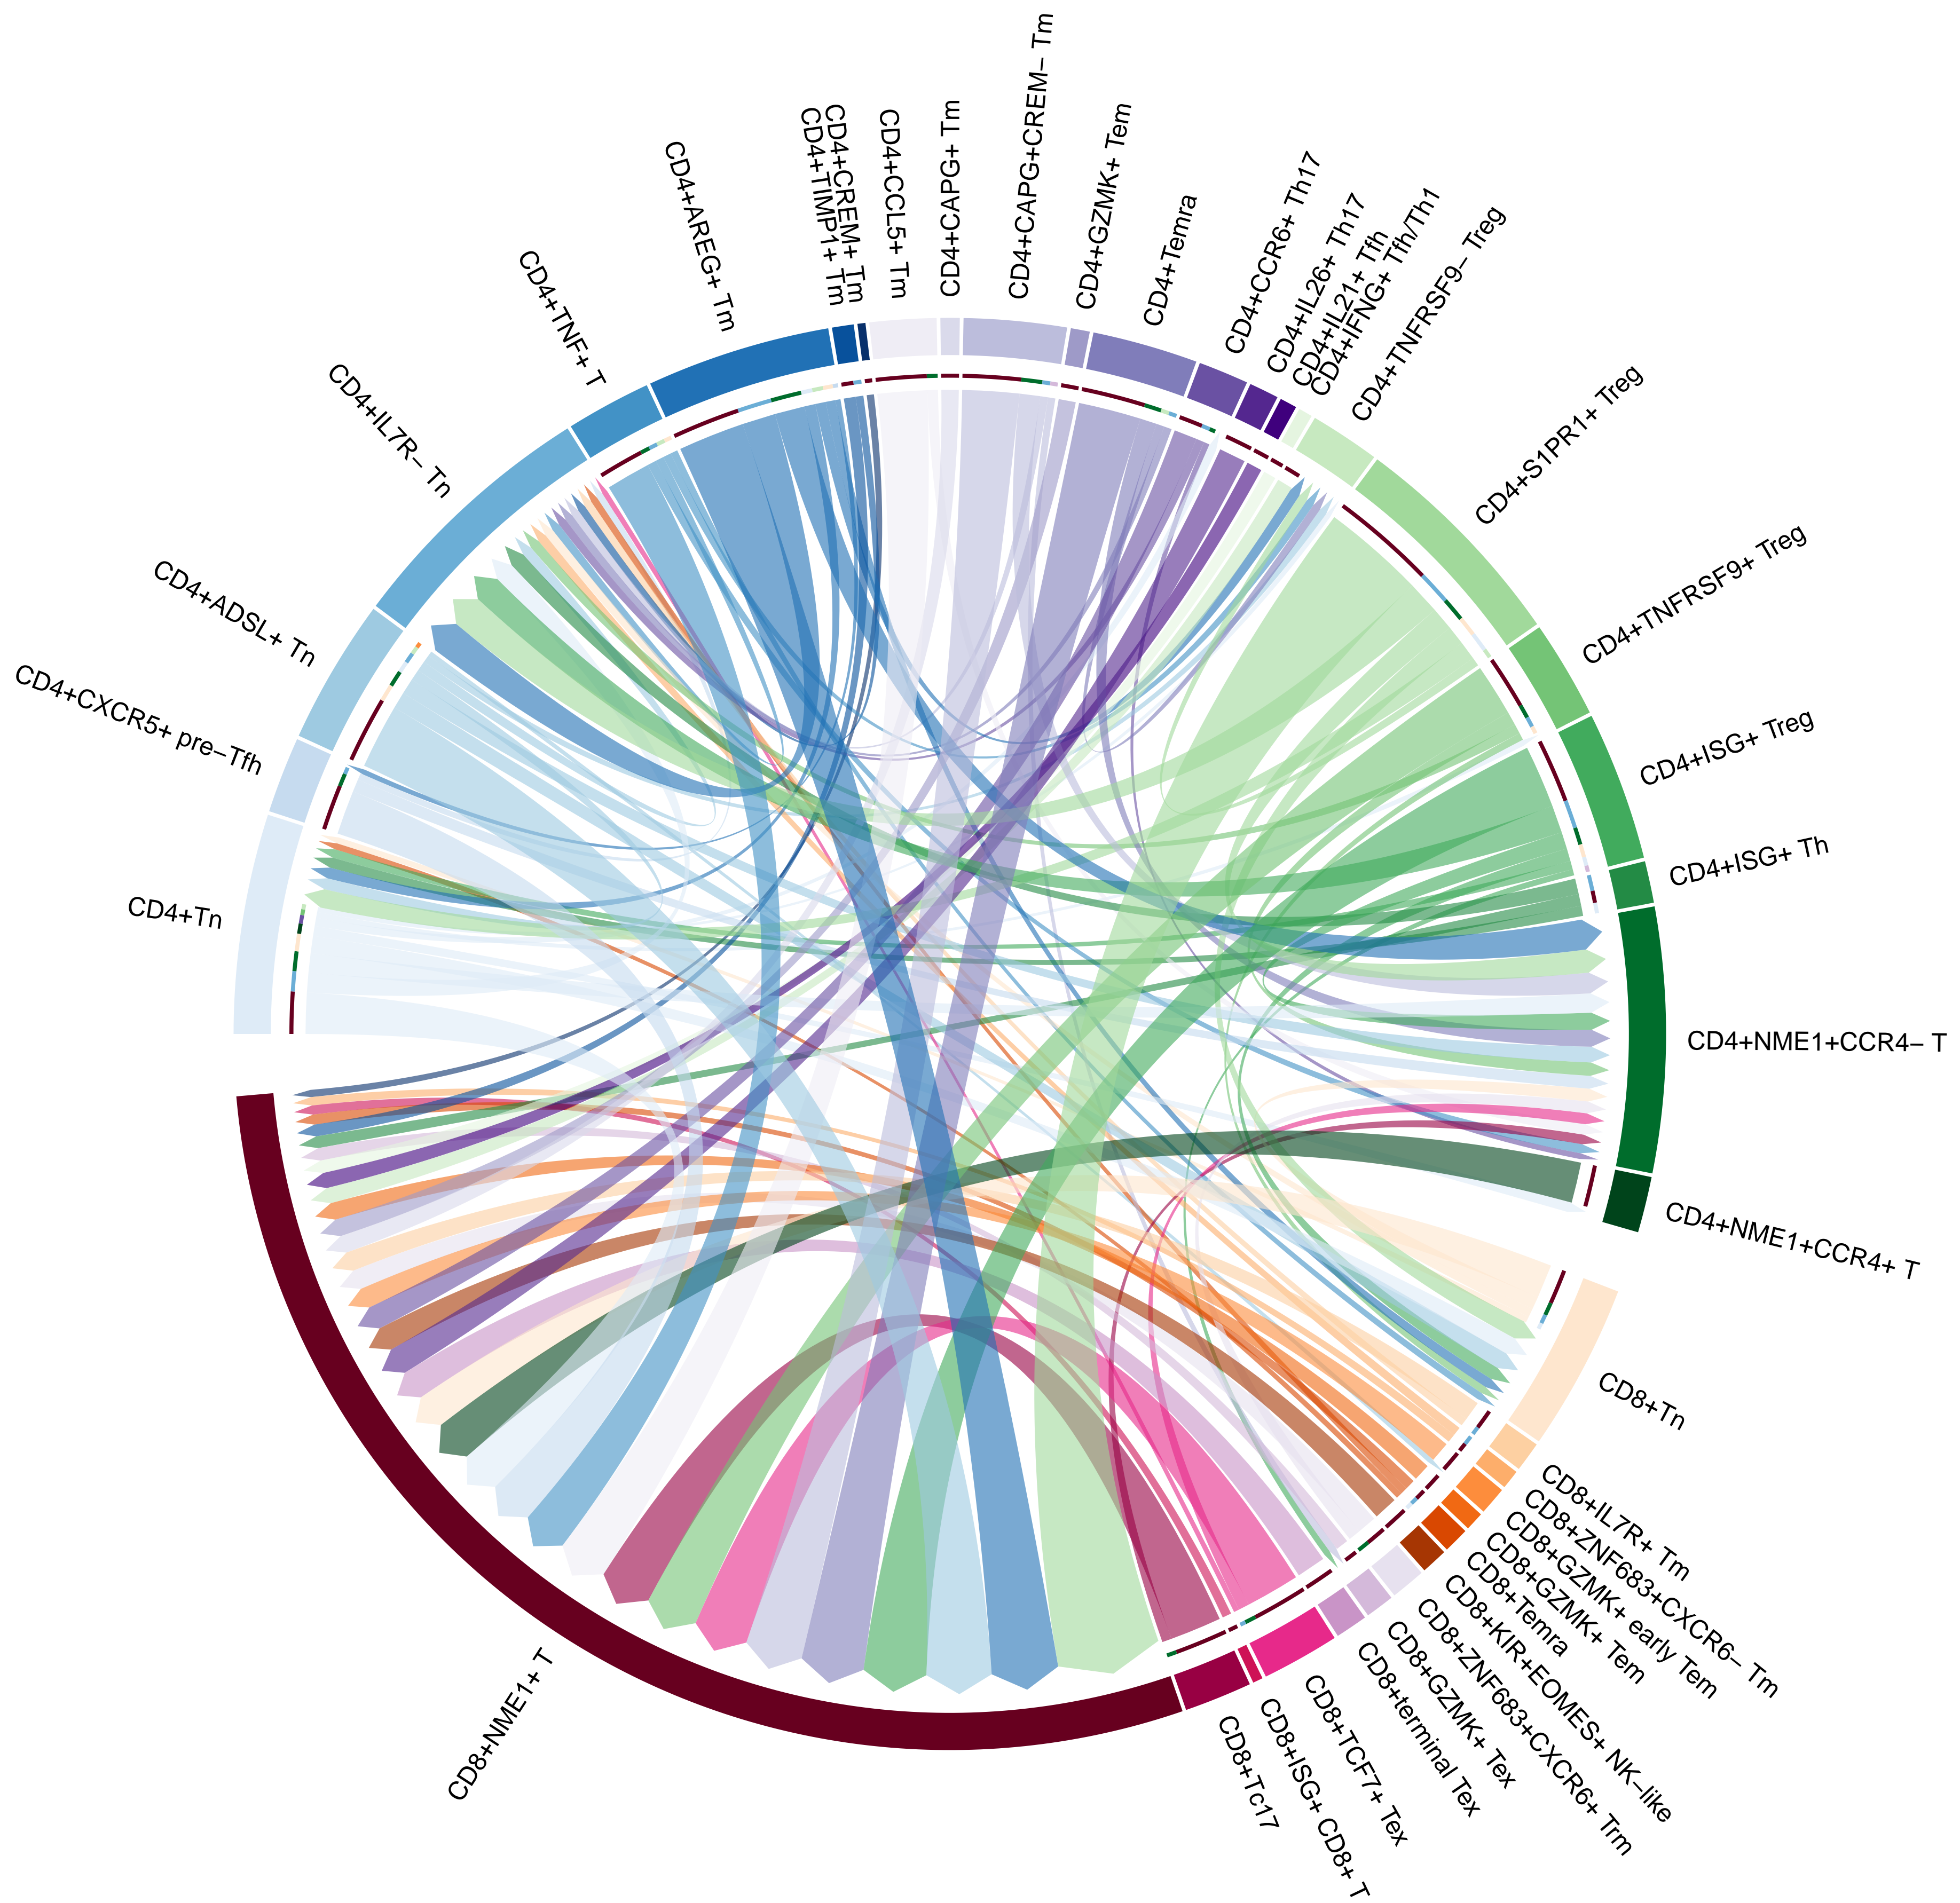 CD4+Tn
CD4+CXCR5+ pre–Tfh
CD4+ADSL+ Tn
CD4+IL7R– Tn
CD4+TNF+ T
CD4+AREG+ Tm
CD4+TIMP1+ Tm
CD4+CREM+ Tm
CD4+CCL5+ Tm
CD4+CAPG+ Tm
CD4+CAPG+CREM– Tm
CD4+GZMK+ Tem
CD4+Temra
CD4+CCR6+ Th17
CD4+IL26+ Th17
CD4+IL21+ Tfh
CD4+IFNG+ Tfh/Th1
CD4+TNFRSF9– Treg
CD4+S1PR1+ Treg
CD4+TNFRSF9+ Treg
CD4+ISG+ Treg
CD4+ISG+ Th
CD4+NME1+CCR4– T
CD4+NME1+CCR4+ T
CD8+Tn
CD8+IL7R+ Tm
CD8+ZNF683+CXCR6– Tm
CD8+GZMK+ early Tem
CD8+GZMK+ Tem
CD8+Temra
CD8+KIR+EOMES+ NK–like
CD8+ZNF683+CXCR6+ Trm
CD8+GZMK+ Tex
CD8+terminal Tex
CD8+TCF7+ Tex
CD8+ISG+ CD8+ T
CD8+Tc17
CD8+NME1+ T